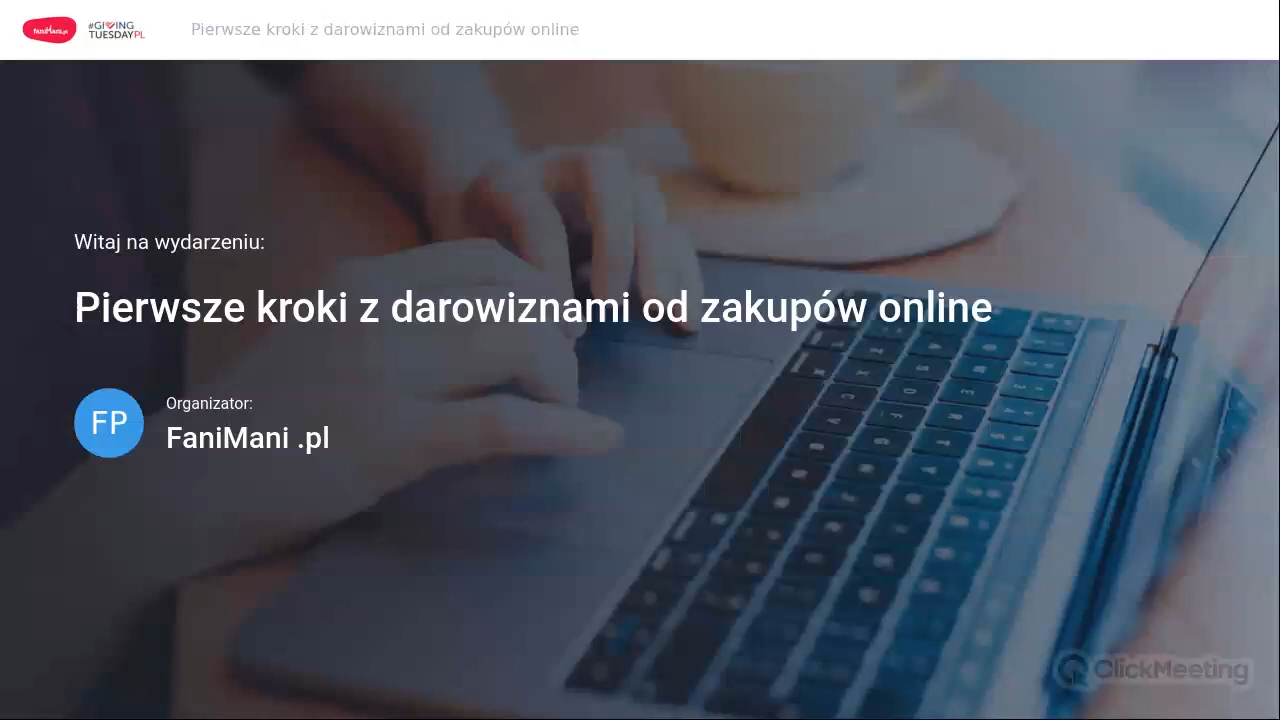 faniMani.pl
#GIVING
TUESDAYPL
Pierwsze kroki z darowiznami od zakupów online
Witaj na wydarzeniu:
Pierwsze kroki z darowiznami od zakupów online
FP
Organizator:
FaniMani .pl
ClickMeeting